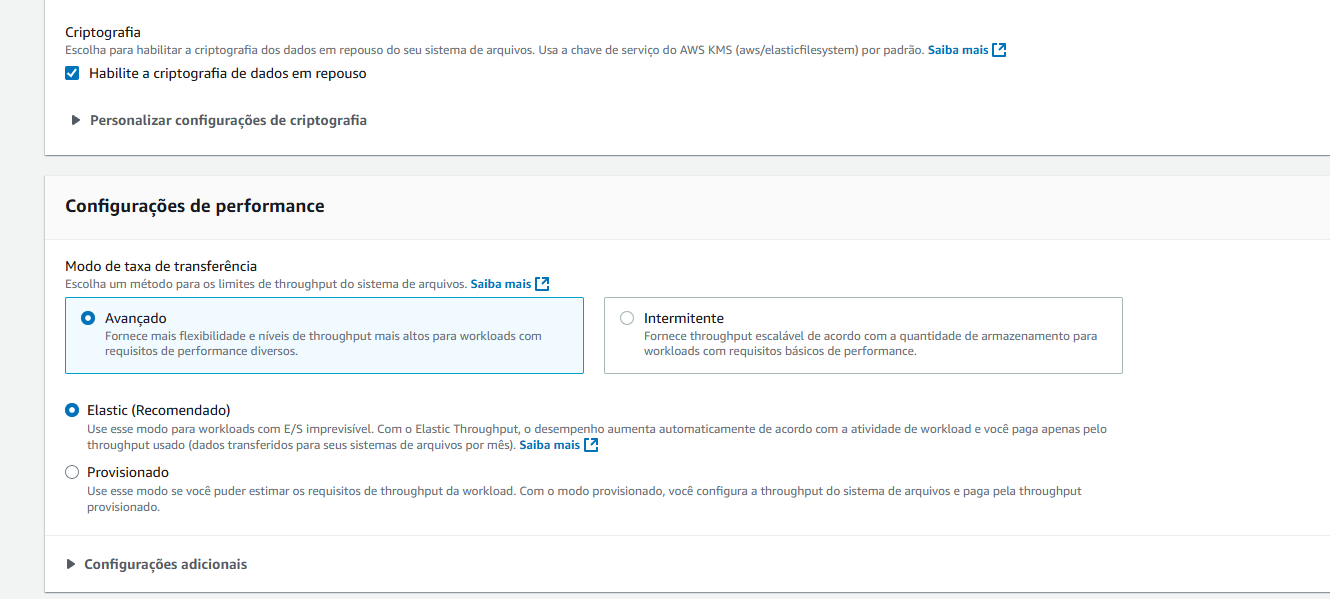 Criptografia
Escolha para habilitar a criptografia dos dados em repouso do seu sistema de arquivos. Usa a chave de serviço do AWS KMS (aws/elasticfilesystem) por padrão. Saiba mais
Habilite a criptografia de dados em repouso
Personalizar configurações de criptografia
Configurações de performance
Modo de taxa de transferência
Escolha um método para os limites de throughput do sistema de arquivos. Saiba mais
Avançado
Fornece mais flexibilidade e níveis de throughput mais altos para workloads com
requisitos de performance diversos.
Intermitente
Fornece throughput escalável de acordo com a quantidade de armazenamento para
workloads com requisitos básicos de performance.
Elastic (Recomendado)
Use esse modo para workloads com E/S imprevisível. Com o Elastic Throughput, o desempenho aumenta automaticamente de acordo com a atividade de workload e você paga apenas pelo
throughput usado (dados transferidos para seus sistemas de arquivos por mês). Saiba mais
Provisionado
Use esse modo se você puder estimar os requisitos de throughput da workload. Com o modo provisionado, você configura a throughput do sistema de arquivos e paga pela throughput
provisionado.
Configurações adicionais